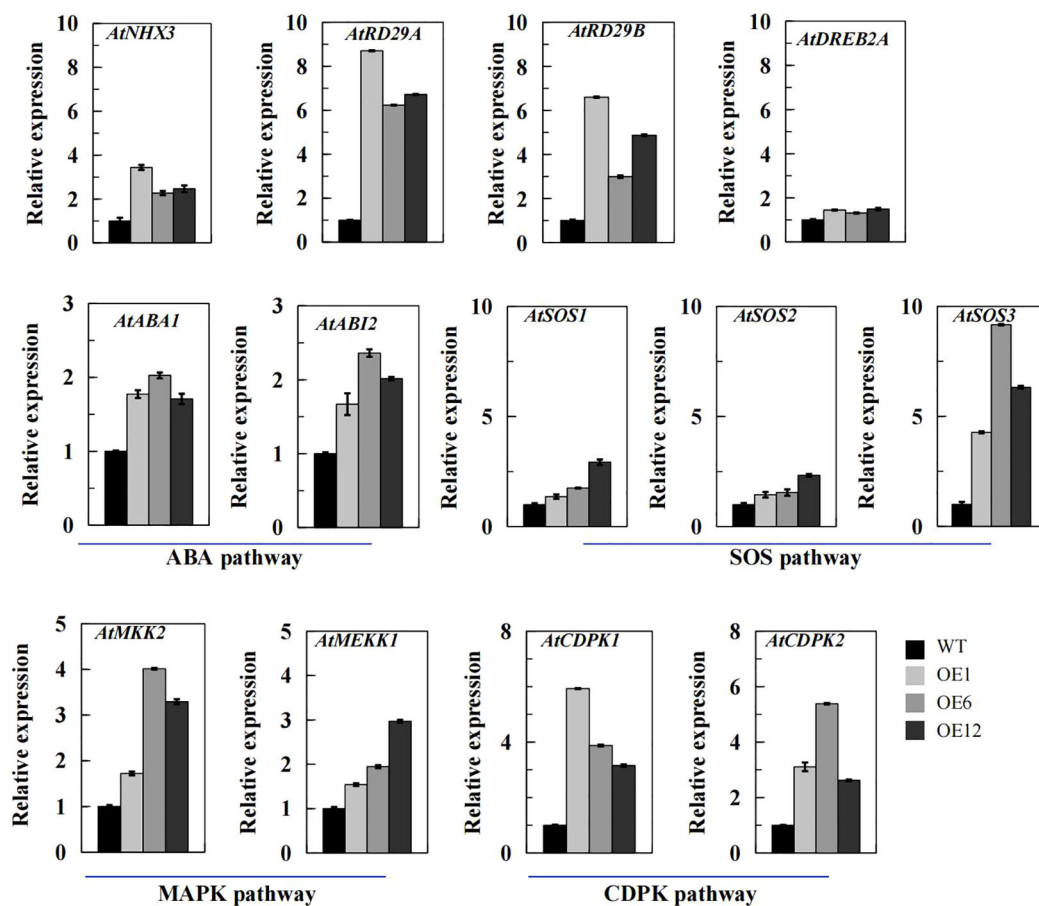 AtNHX3
Relative expression
10
8
6
4
2
0
AtRD29A
Relative expression
10
8
6
4
2
0
AtRD29B
Relative expression
10
8
6
4
2
0
AtDREB2A
Relative expression
10
8
6
4
2
0
AtABA1
Relative expression
3
2
1
0
AtABI2
Relative expression
3
2
1
0
ABA pathway
AtSOS1
Relative expression
10
5
0
AtSOS2
Relative expression
10
5
0
AtSOS3
Relative expression
10
5
0
SOS pathway
AtMKK2
Relative expression
5
4
3
2
1
0
AtMEKK1
Relative expression
5
4
3
2
1
0
MAPK pathway
AtCDPK1
Relative expression
8
6
4
2
0
AtCDPK2
Relative expression
8
6
4
2
0
CDPK pathway
WT
OE1
OE6
OE12